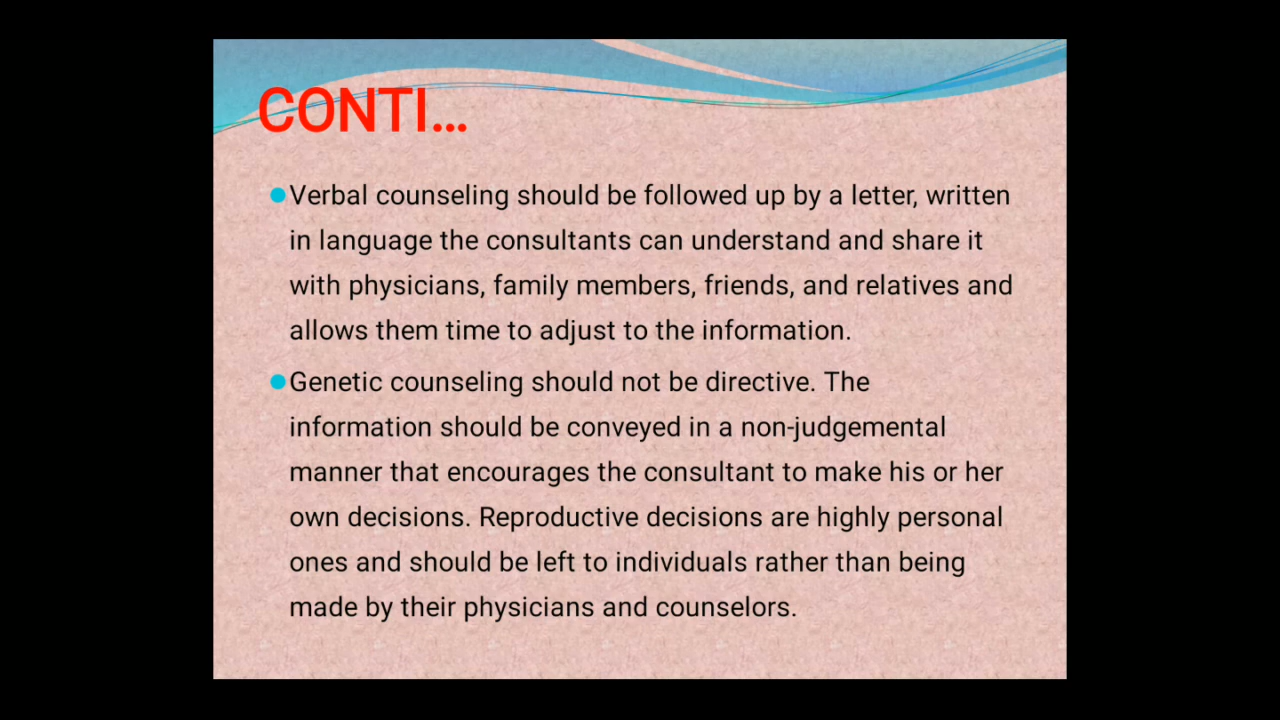 CONTI...
Verbal counseling should be followed up by a letter, written
in language the consultants can understand and share it
with physicians, family members, friends, and relatives and
allows them time to adjust to the information.
Genetic counseling should not be directive. The
information should be conveyed in a non-judgemental
manner that encourages the consultant to make his or her
own decisions. Reproductive decisions are highly personal
ones and should be left to individuals rather than being
made by their physicians and counselors.